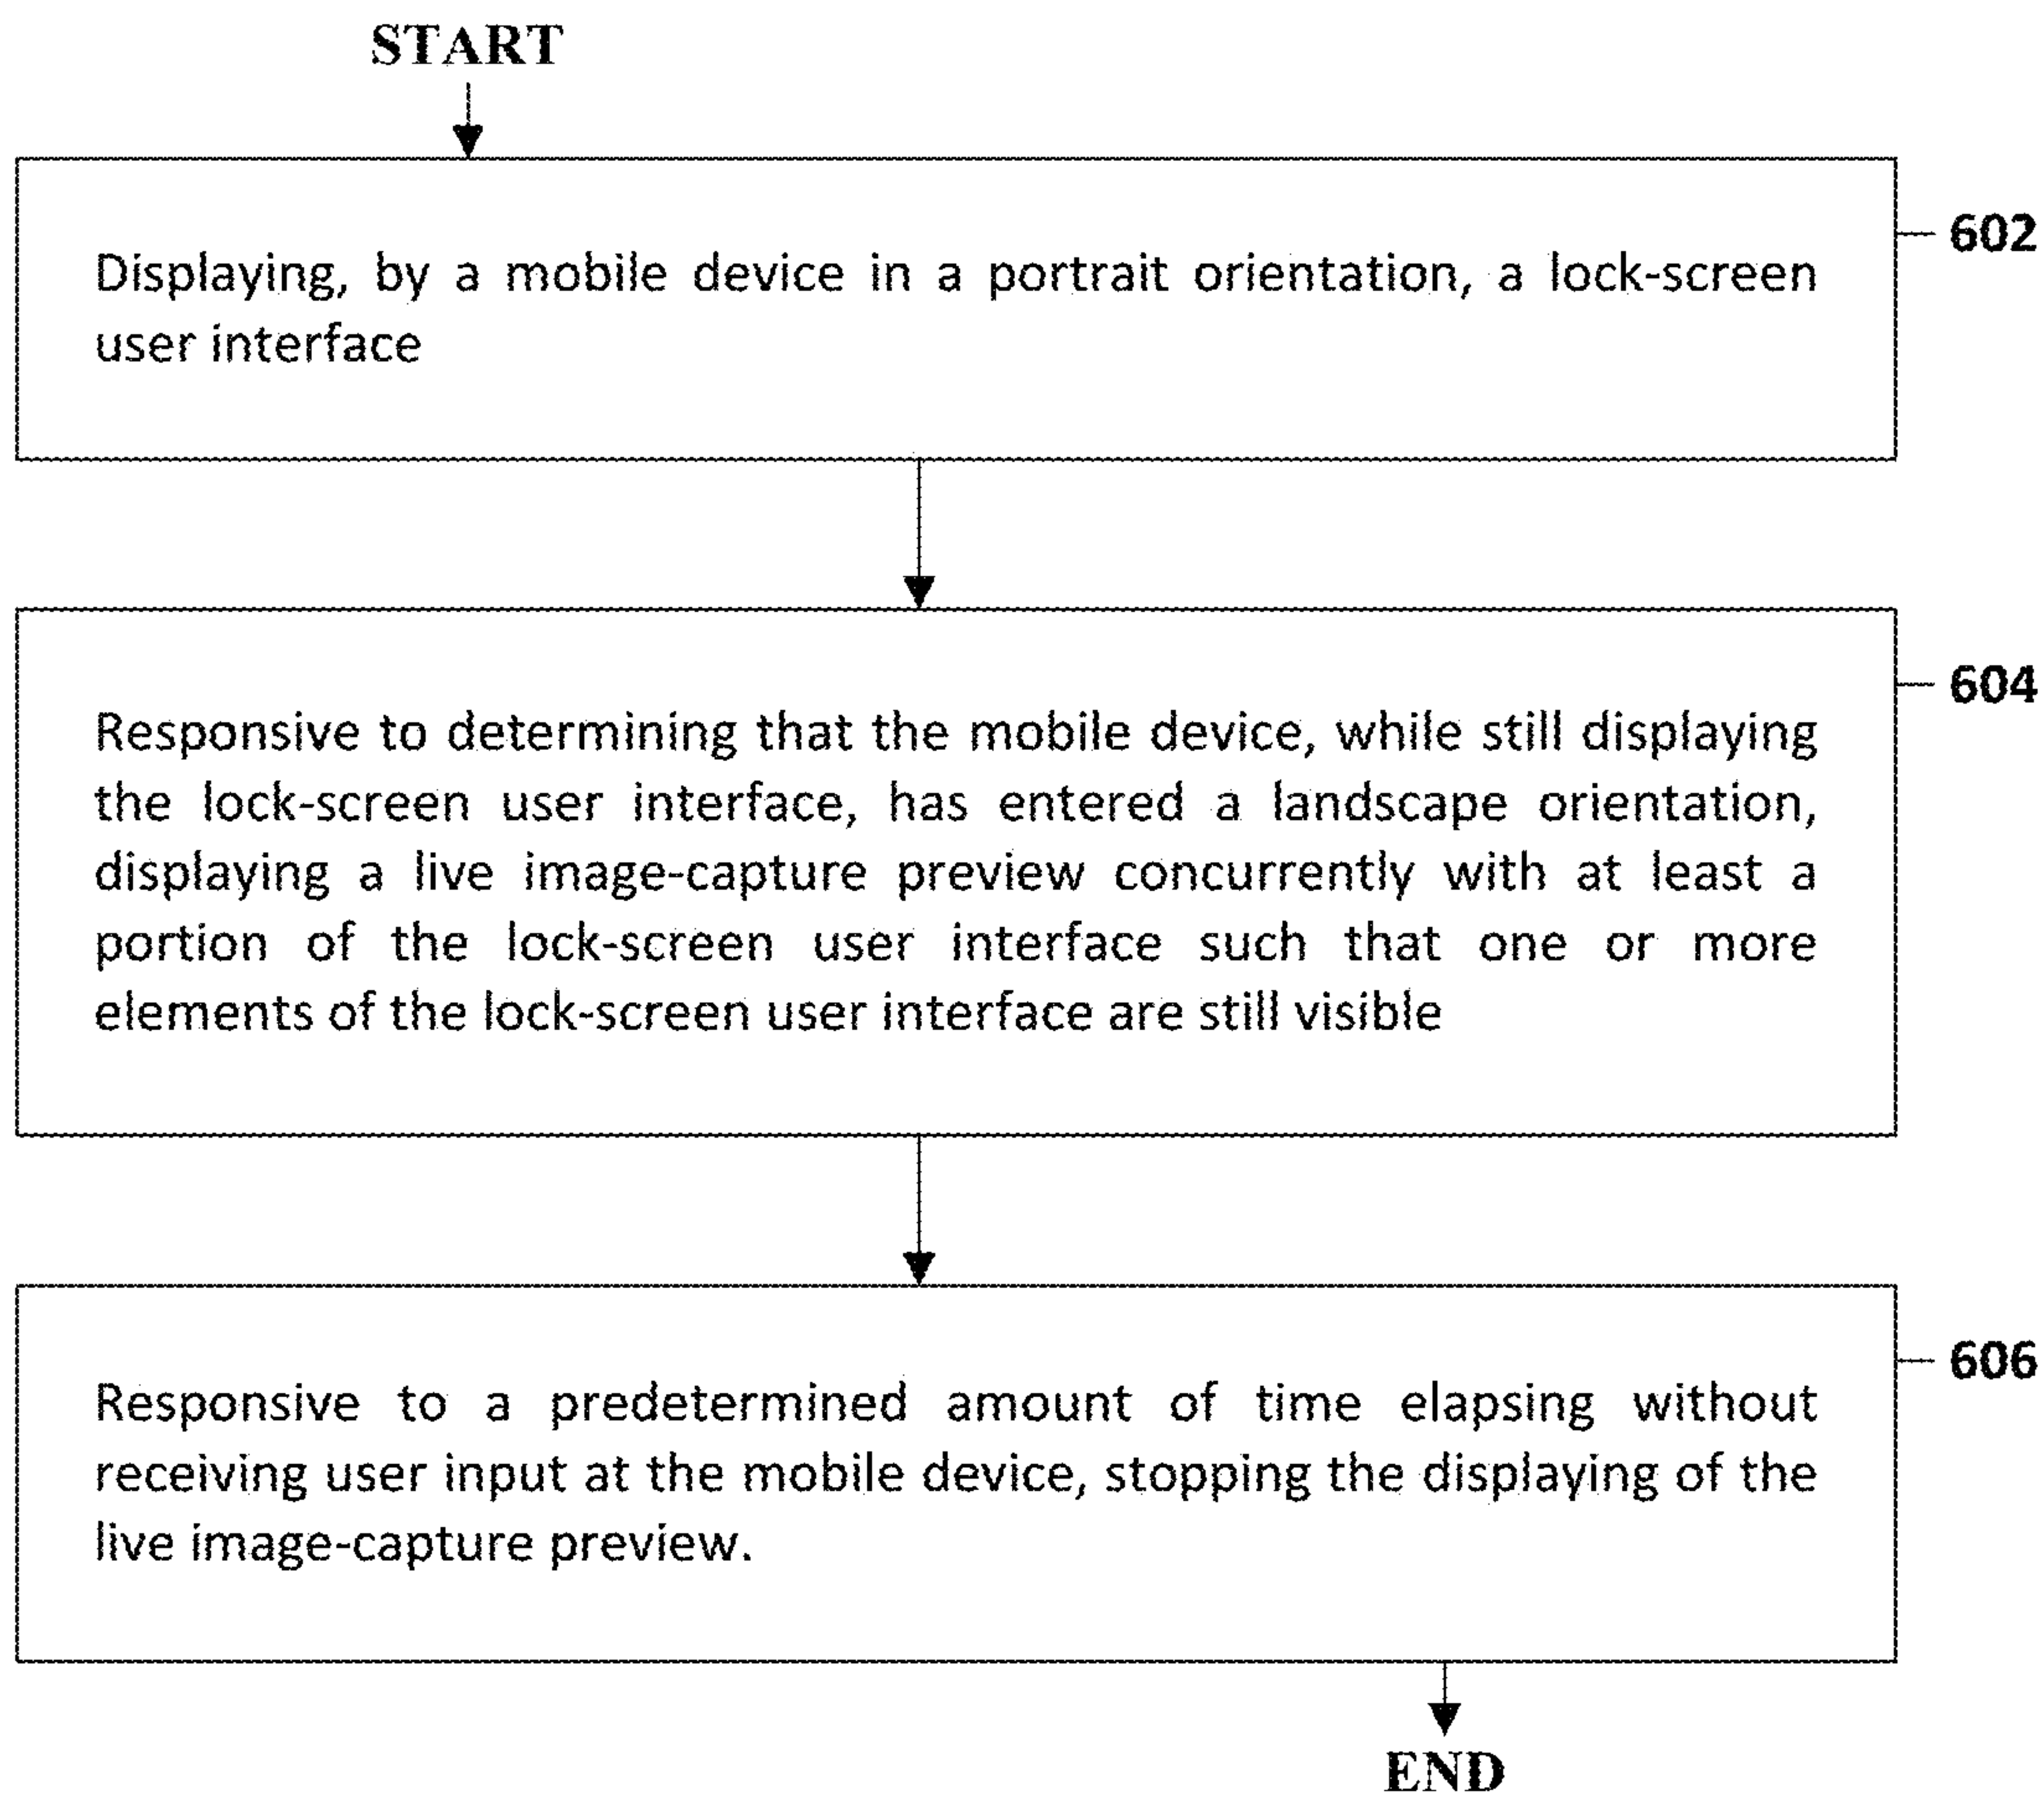 START
602
Displaying, by a mobile device in a portrait orientation, a lock-screen
user interface
604
Responsive to determining that the mobile device, while still displaying
the lock-screen user interface, has entered a landscape orientation,
displaying a live image-capture preview concurrently with at least a
portion of the lock-screen user interface such that one or more
elements of the lock-screen user interface are still visible
606
Responsive to a predetermined amount of time elapsing without
receiving user input at the mobile device, stopping the displaying of the
live image-capture preview.
END